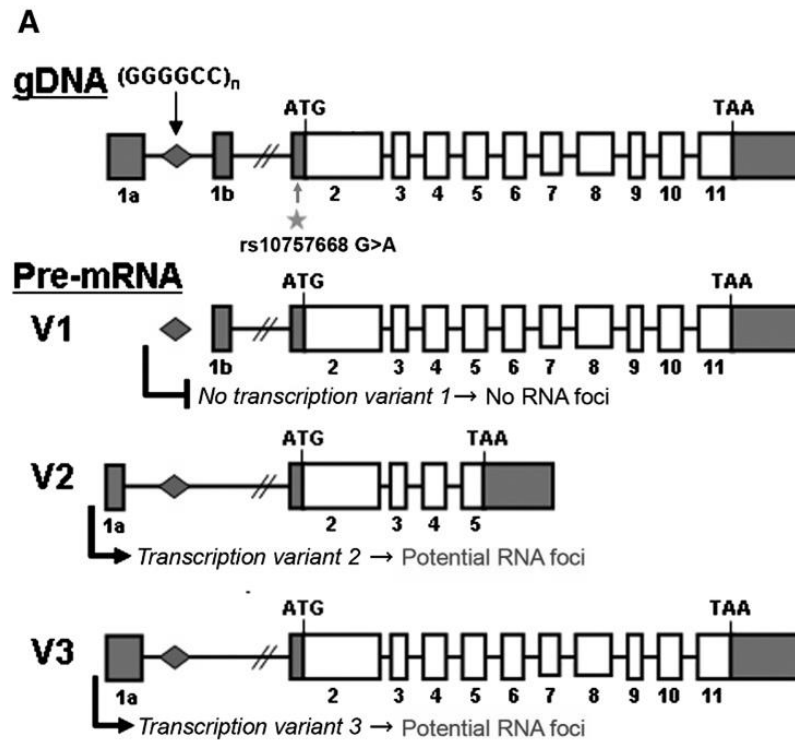 A
gDNA (GGGGCC)n
ATG TAA
1a 1b 2 3 4 5 6 7 8 9 10 11
rs10757668 G>A
Pre-mRNA
ATG TAA
V1
1b 2 3 4 5 6 7 8 9 10 11
No transcription variant 1→ No RNA foci
ATG TAA
V2
1a 2 3 4 5
Transcription variant 2 → Potential RNA foci
ATG TAA
V3
1a 2 3 4 5 6 7 8 9 10 11
Transcription variant 3 → Potential RNA foci